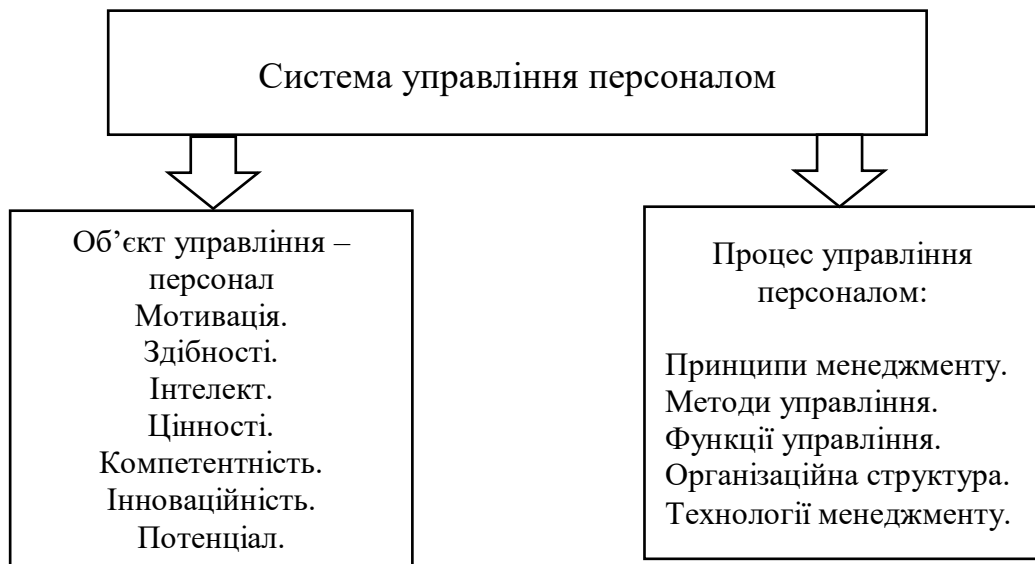 Система управління персоналом
Об’єкт управління –
персонал
Мотивація.
Здібності.
Інтелект.
Цінності.
Компетентність.
Інноваційність.
Потенціал.
Процес управління
персоналом:
Принципи менеджменту.
Методи управління.
Функції управління.
Організаційна структура.
Технології менеджменту.